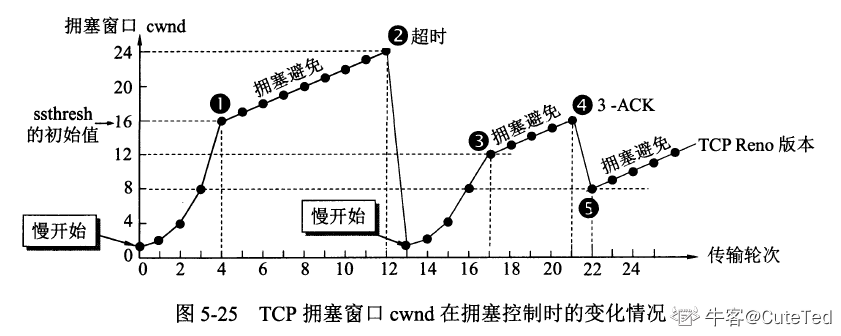 拥塞窗口 cwnd
24
20
16
12
8
4
0
ssthresh
的初始值
慢开始
❶
拥塞避免
❷ 超时
慢开始
❸
拥塞避免
❹ 3 -ACK
❺
拥塞避免
TCP Reno 版本
0 2 4 6 8 10 12 14 16 18 20 22 24
传输轮次
图 5-25 TCP 拥塞窗口 cwnd 在拥塞控制时的变化情况
牛客@CuteTed